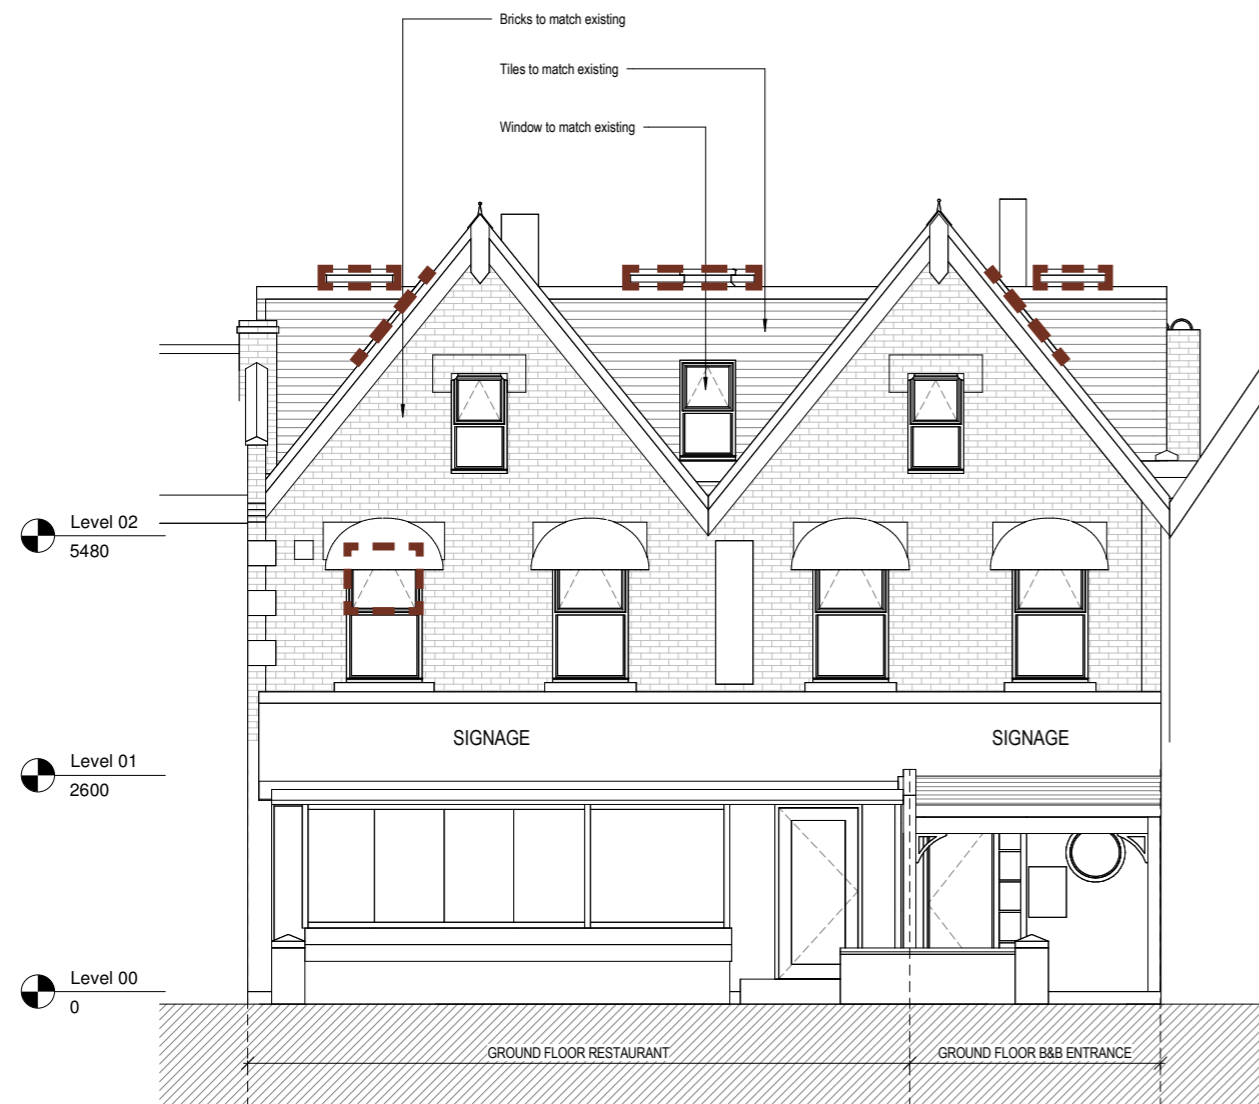 Bricks to match existing
Tiles to match existing
Window to match existing
Level 02
5480
SIGNAGE
SIGNAGE
Level 01
2600
Level 00
0
GROUND FLOOR RESTAURANT
GROUND FLOOR B&B ENTRANCE